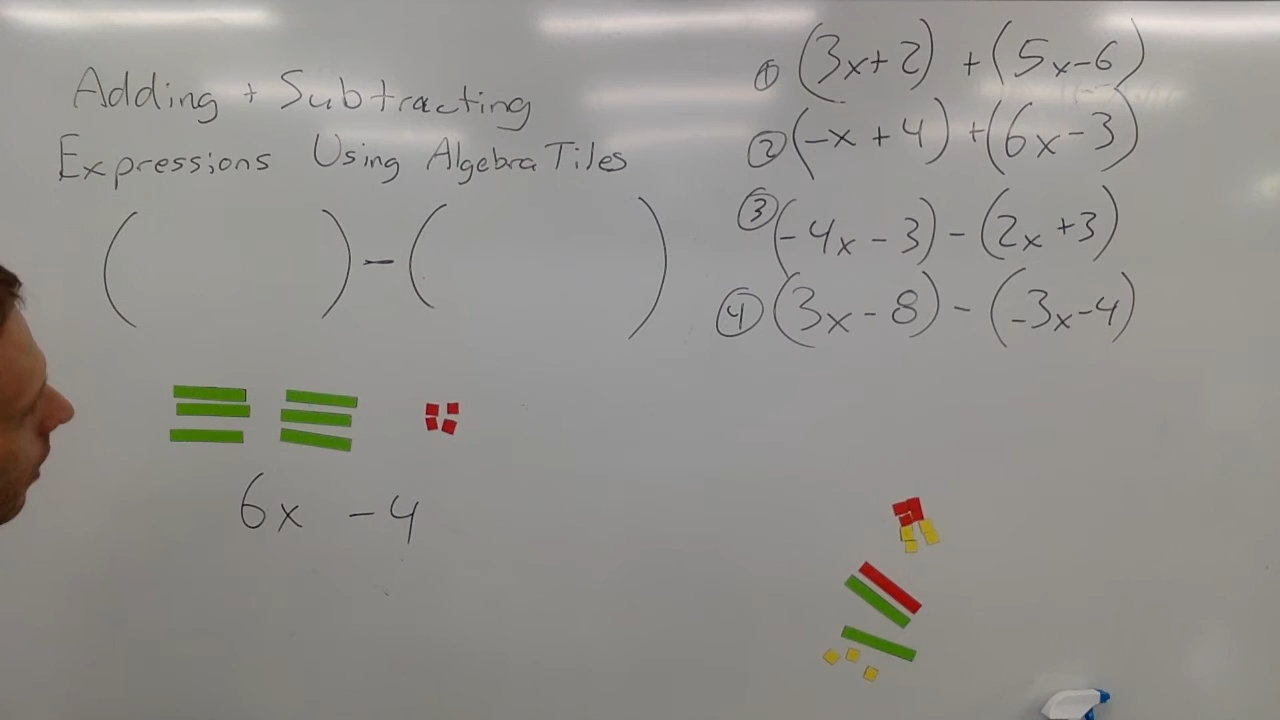 Adding + Subtracting
Expressions Using Algebra Tiles
( ) - ( )
6x - 4
① (3x+2) + (5x-6)
② (-x + 4) + (6x-3)
③ (-4x - 3) - (2x +3)
④ (3x - 8) - (-3x-4)